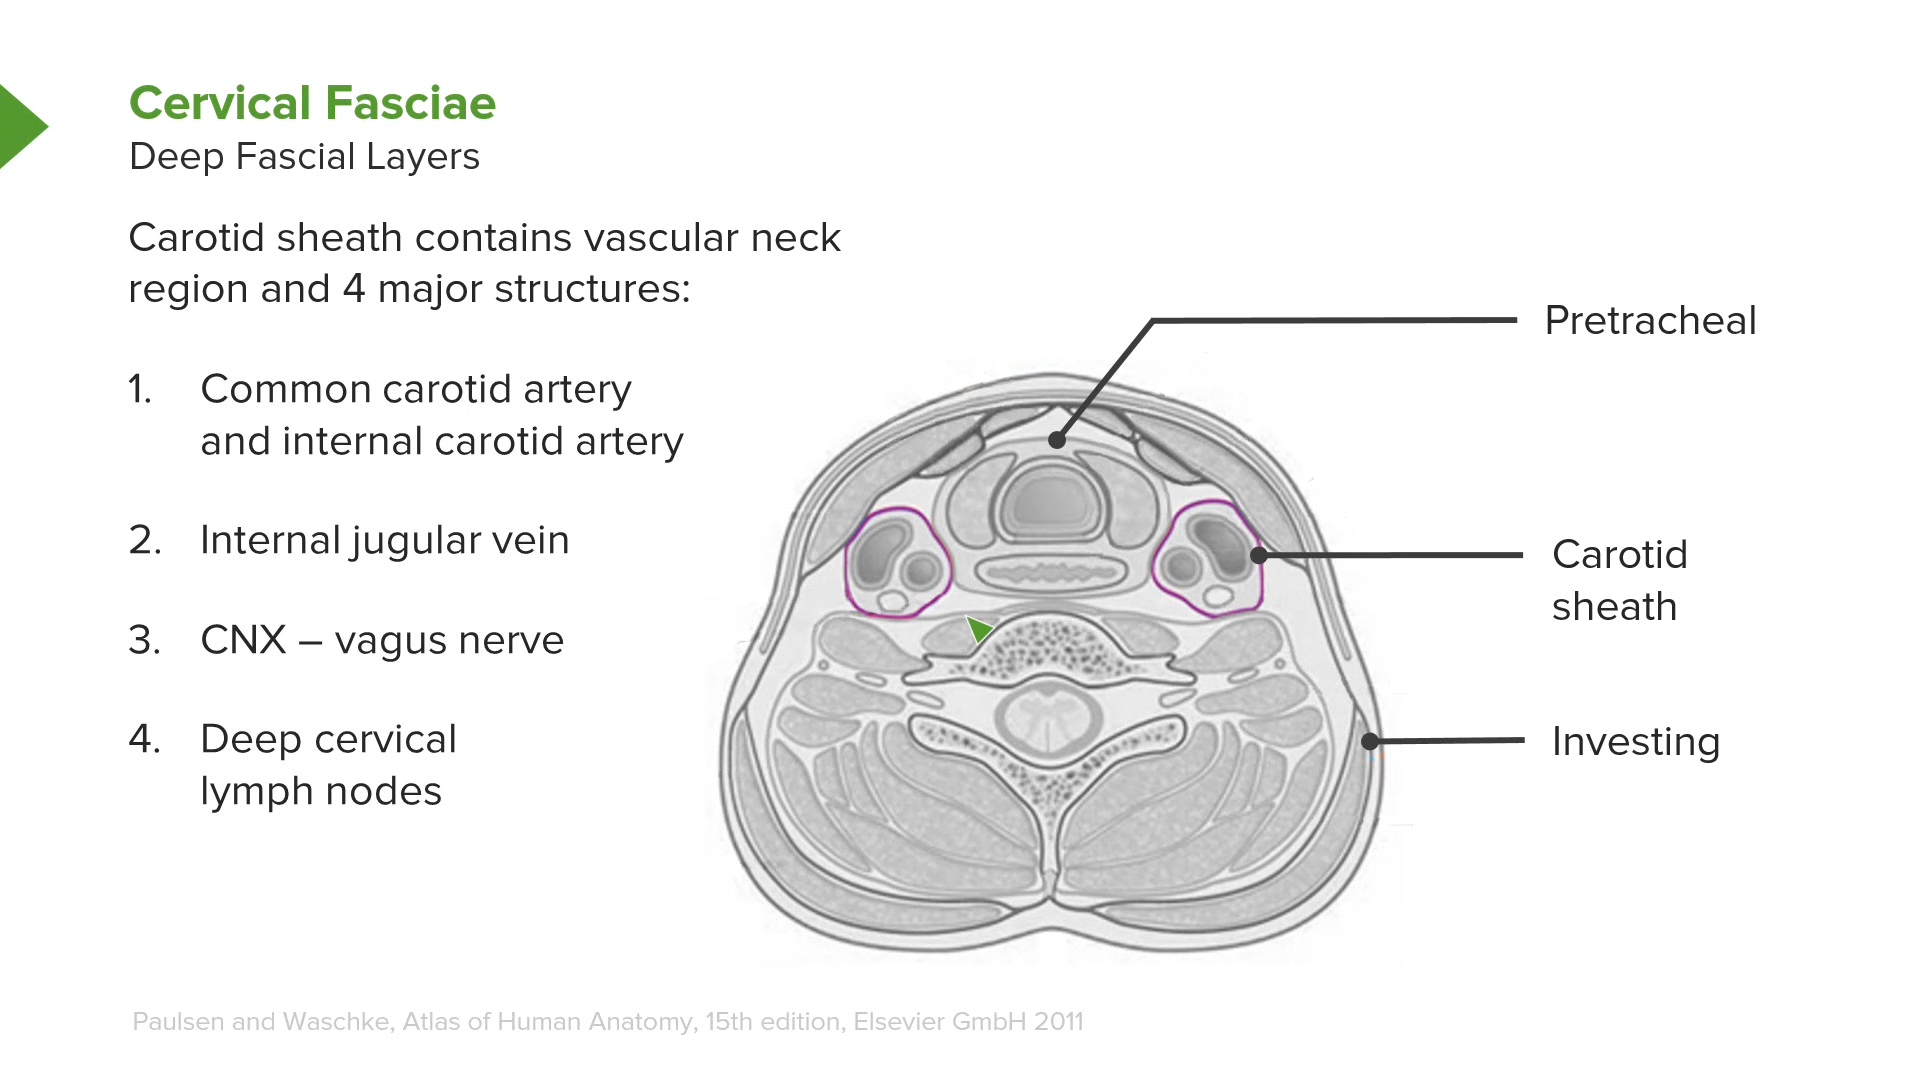 Cervical Fasciae
Deep Fascial Layers
Carotid sheath contains vascular neck
region and 4 major structures:
1. Common carotid artery
and internal carotid artery
2. Internal jugular vein
3. CNX – vagus nerve
4. Deep cervical
lymph nodes
Pretracheal
Carotid
sheath
Investing
Paulsen and Waschke, Atlas of Human Anatomy, 15th edition, Elsevier GmbH 2011